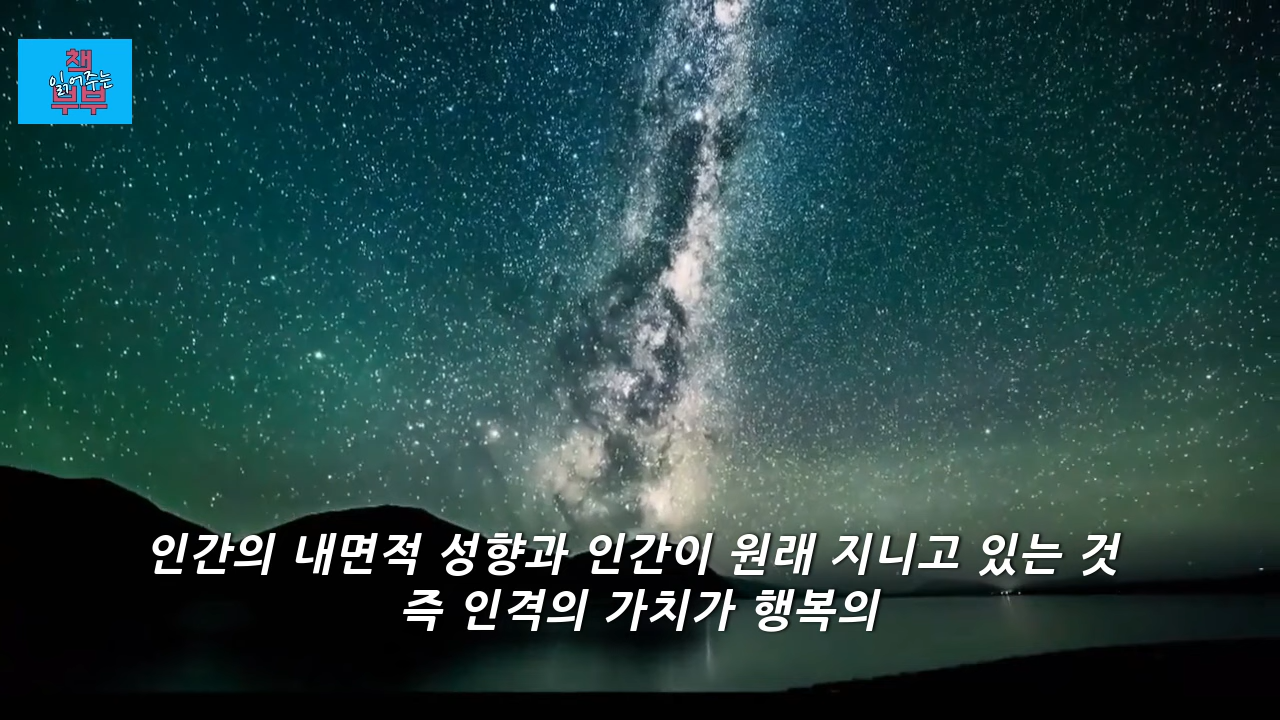 책
읽어주는
부부
인간의 내면적 성향과 인간이 원래 지니고 있는 것
즉 인격의 가치가 행복의